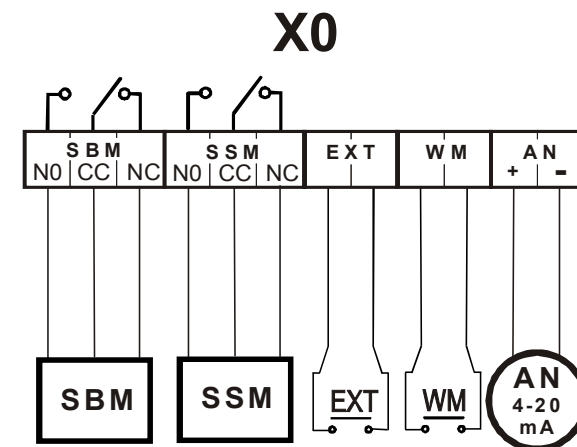 X0
SBM SSM EXT WM AN
N0 CC NC N0 CC NC + -
SBM SSM EXT WM AN
4-20
mA